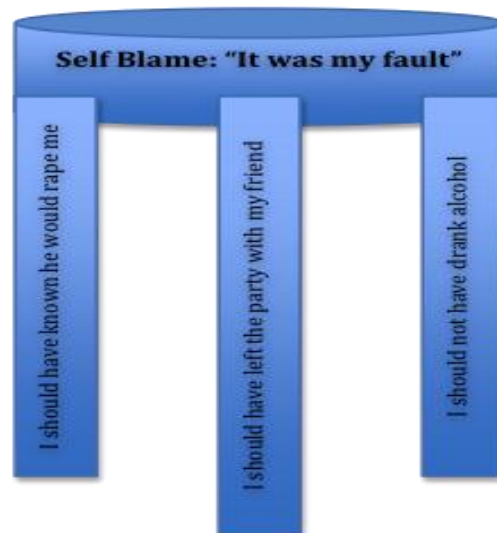 Self Blame: “It was my fault”
I should have known he would rape me
I should have left the party with my friend
I should not have drank alcohol